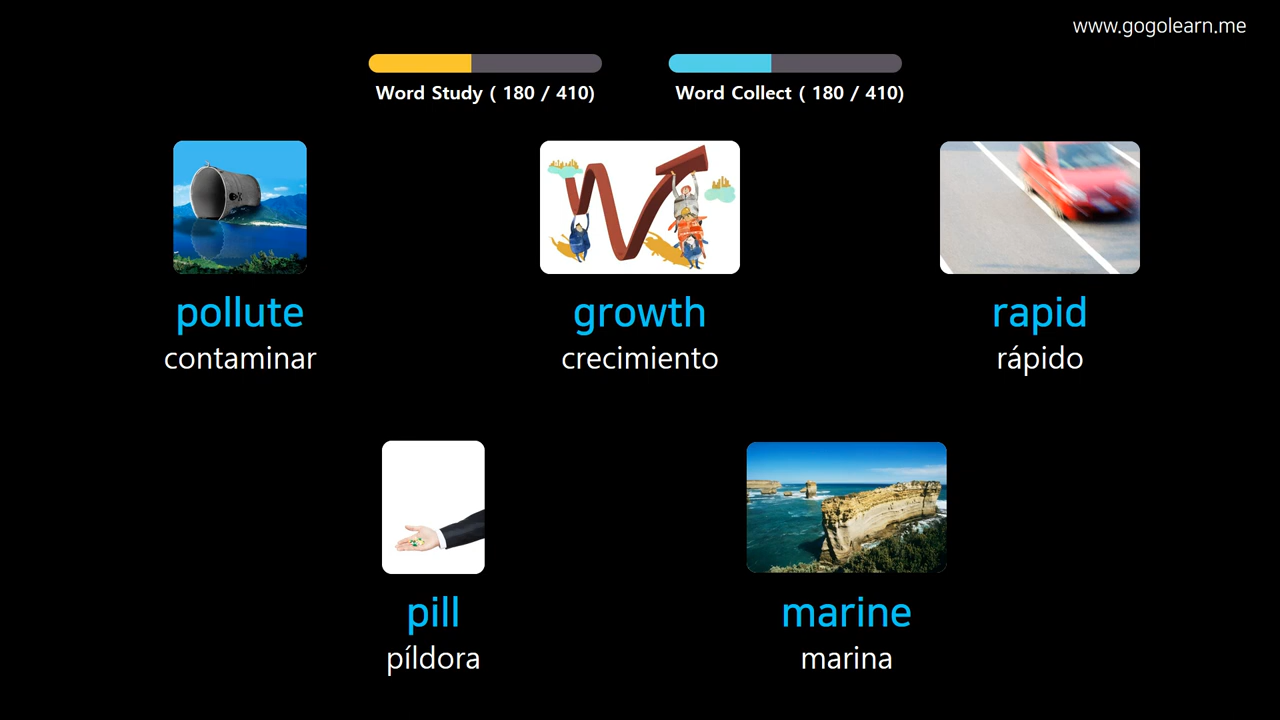 www.gogolearn.me
Word Study ( 180 / 410)
Word Collect ( 180 / 410)
pollute
contaminar
growth
crecimiento
rapid
rápido
pill
píldora
marine
marina